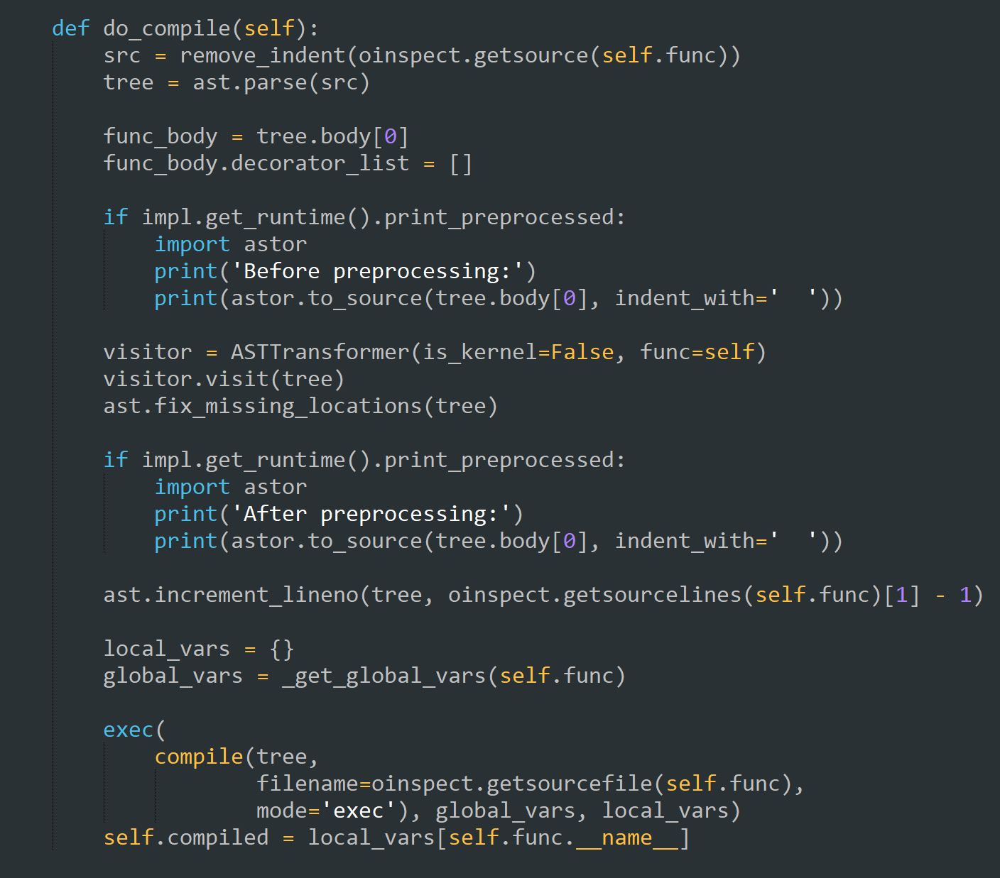 def do_compile(self):
    src = remove_indent(oinspect.getsource(self.func))
    tree = ast.parse(src)

    func_body = tree.body[0]
    func_body.decorator_list = []

    if impl.get_runtime().print_preprocessed:
        import astor
        print('Before preprocessing:')
        print(astor.to_source(tree.body[0], indent_with='  '))

    visitor = ASTTransformer(is_kernel=False, func=self)
    visitor.visit(tree)
    ast.fix_missing_locations(tree)

    if impl.get_runtime().print_preprocessed:
        import astor
        print('After preprocessing:')
        print(astor.to_source(tree.body[0], indent_with='  '))

    ast.increment_lineno(tree, oinspect.getsourcelines(self.func)[1] - 1)

    local_vars = {}
    global_vars = _get_global_vars(self.func)

    exec(
        compile(tree,
                filename=oinspect.getsourcefile(self.func),
                mode='exec'), global_vars, local_vars)
    self.compiled = local_vars[self.func.__name__]